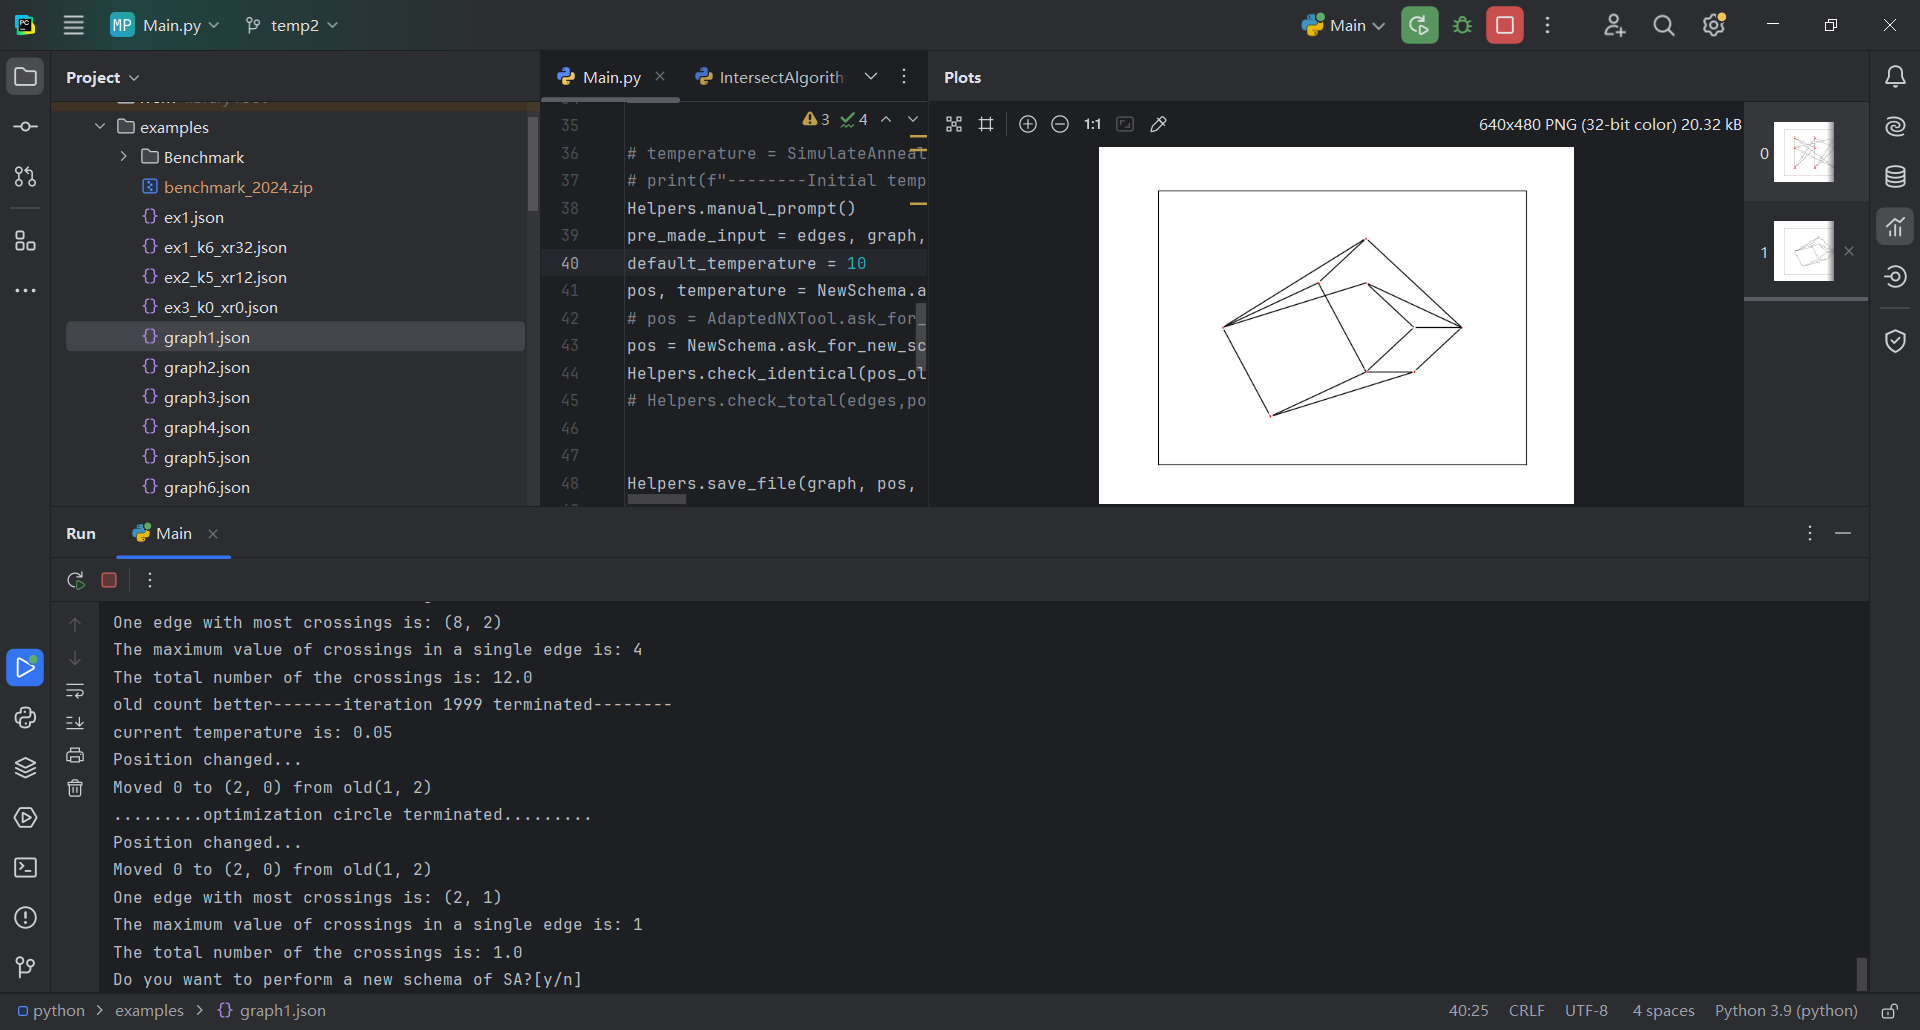 MP Main.py temp2 Main
Project
examples
Benchmark
benchmark_2024.zip
ex1.json
ex1_k6_xr32.json
ex2_k5_xr12.json
ex3_k0_xr0.json
graph1.json
graph2.json
graph3.json
graph4.json
graph5.json
graph6.json
Main.py IntersectAlgorith
3 4
35
36 # temperature = SimulateAnneal
37 # print(f"--------Initial temp
38 Helpers.manual_prompt()
39 pre_made_input = edges, graph,
40 default_temperature = 10
41 pos, temperature = NewSchema.a
42 # pos = AdaptedNXTool.ask_for_
43 pos = NewSchema.ask_for_new_sc
44 Helpers.check_identical(pos_ol
45 # Helpers.check_total(edges,po
46
47
48 Helpers.save_file(graph, pos,
Plots
1:1 640x480 PNG (32-bit color) 20.32 kB
0
1
Run Main
One edge with most crossings is: (8, 2)
The maximum value of crossings in a single edge is: 4
The total number of the crossings is: 12.0
old count better-------iteration 1999 terminated--------
current temperature is: 0.05
Position changed...
Moved 0 to (2, 0) from old(1, 2)
.........optimization circle terminated.........
Position changed...
Moved 0 to (2, 0) from old(1, 2)
One edge with most crossings is: (2, 1)
The maximum value of crossings in a single edge is: 1
The total number of the crossings is: 1.0
Do you want to perform a new schema of SA?[y/n]
python > examples > graph1.json 40:25 CRLF UTF-8 4 spaces Python 3.9 (python)